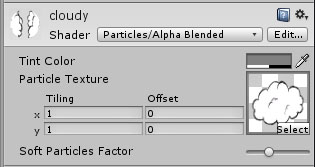 cloudy
Shader Particles/Alpha Blended Edit...
Tint Color
Particle Texture
Tiling Offset
x 1 0
y 1 0
Select
Soft Particles Factor